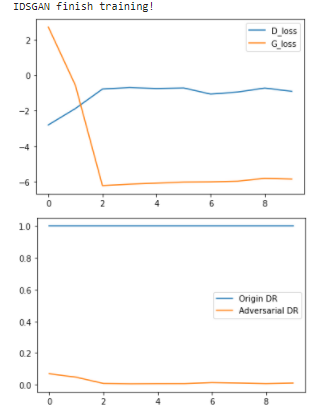 IDSGAN finish training!
D_loss
G_loss
2
0
−2
−4
−6
0 2 4 6 8
1.0
0.8
0.6
0.4
0.2
0.0
Origin DR
Adversarial DR
0 2 4 6 8